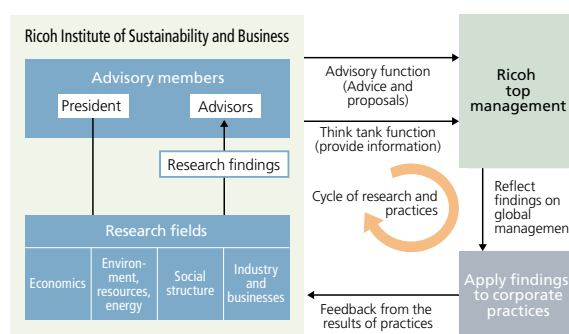 Ricoh Institute of Sustainability and Business
Advisory members
President
Advisors
Research findings
Research fields
Economics
Environ-
ment,
resources,
energy
Social
structure
Industry
and
businesses
Advisory function
(Advice and
proposals)
Think tank function
(provide information)
Cycle of research and
practices
Ricoh
top
management
Reflect
findings on
global
managemen
Apply findings
to corporate
practices
Feedback from the
results of practices